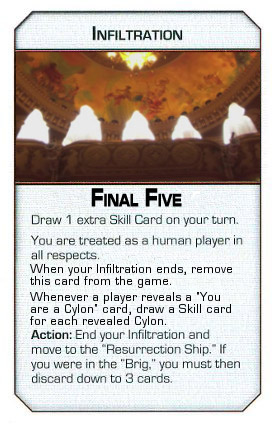 INFILTRATION
FINAL FIVE
Draw 1 extra Skill Card on your turn.
You are treated as a human player in
all respects.
When your Infiltration ends, remove
this card from the game.
Whenever a player reveals a "You
are a Cylon" card, draw a Skill card
for each revealed Cylon.
Action: End your Infiltration and
move to the "Resurrection Ship." If
you were in the "Brig," you must then
discard down to 3 cards.